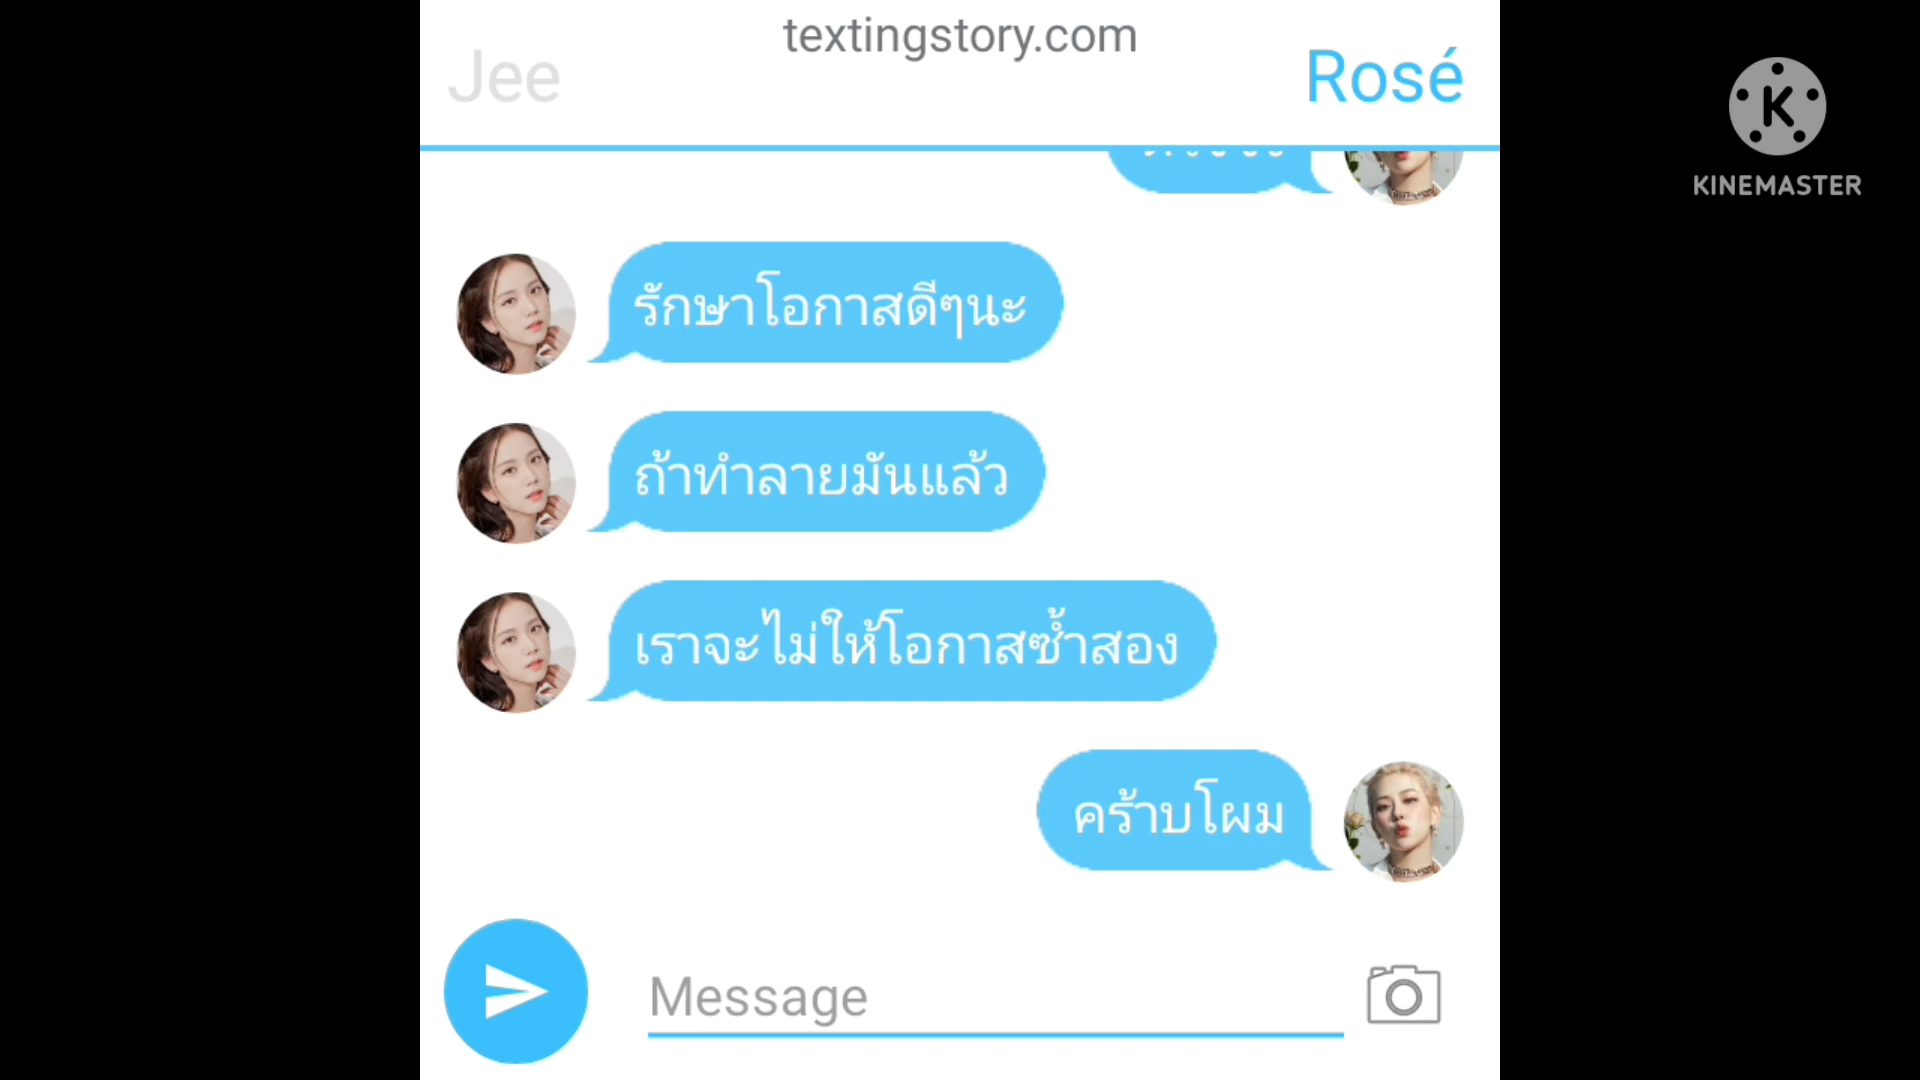 textingstory.com
Jee
Rosé
KINEMASTER
รักษาโอกาสดีๆนะ
ถ้าทำลายมันแล้ว
เราจะไม่ให้โอกาสซ้ำสอง
คร้าบโผม
Message